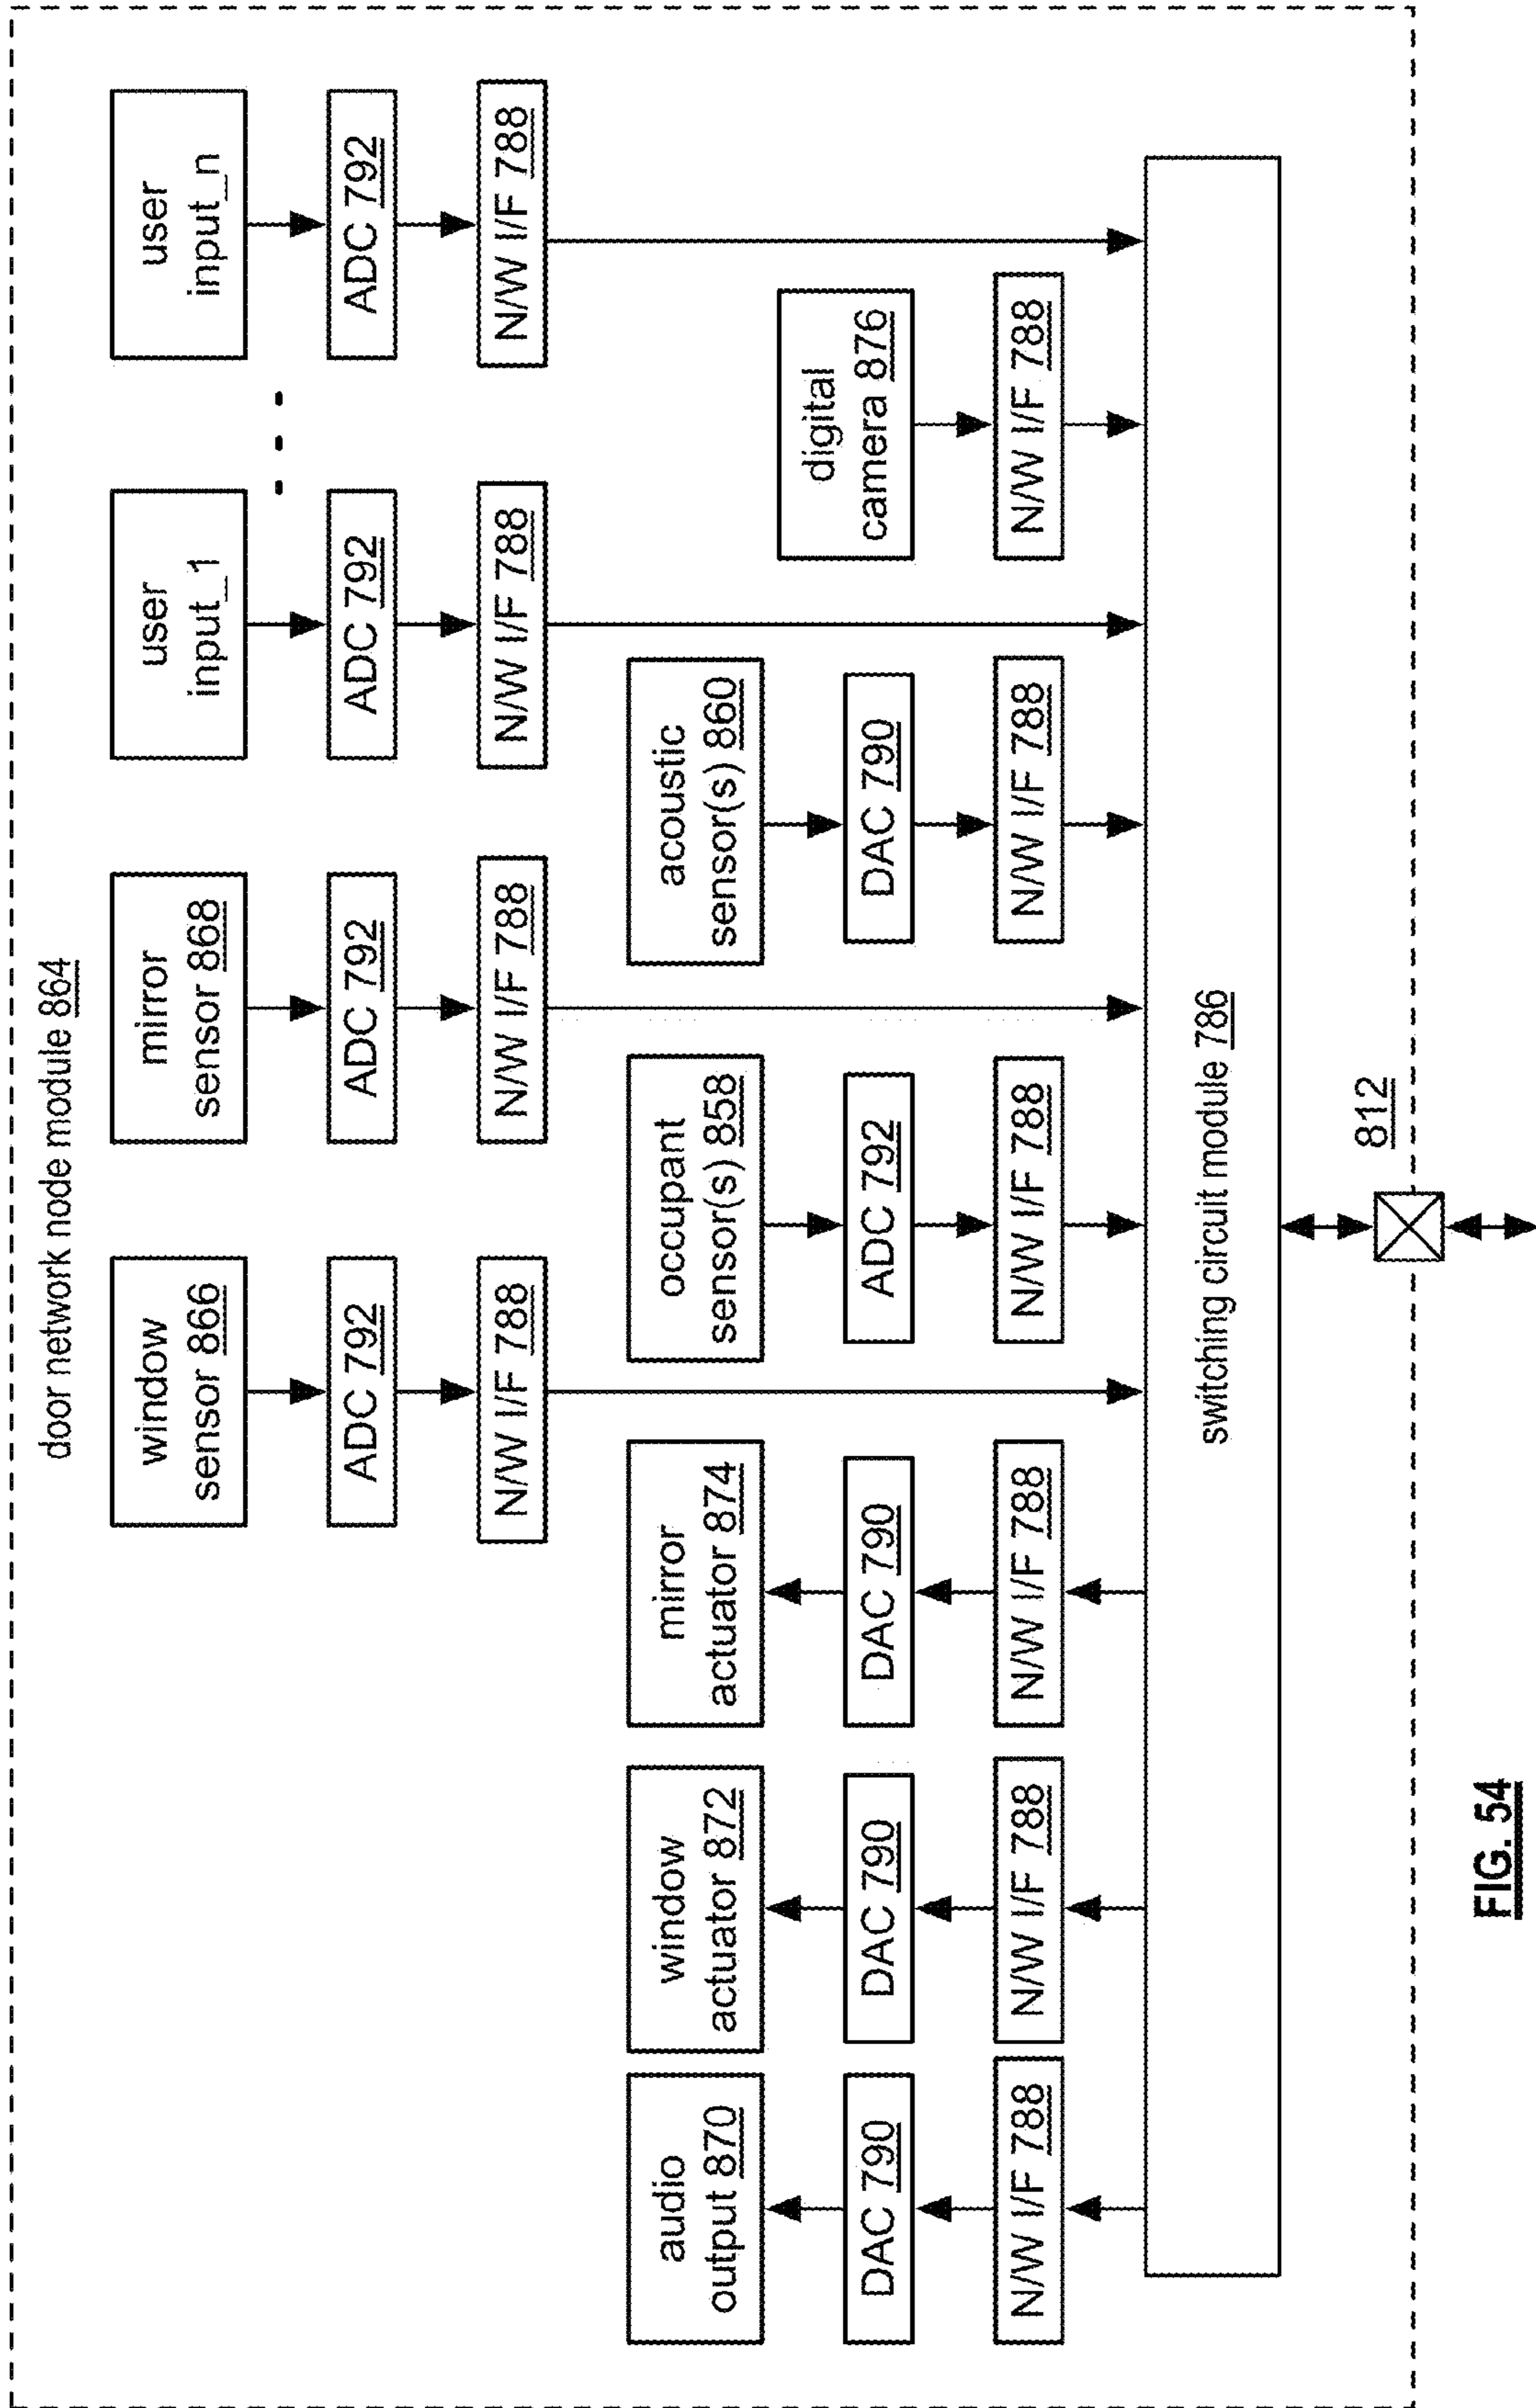 door network node module 864
window
sensor 866
mirror
sensor 868
user
input_1
user
input_n
ADC 792
ADC 792
ADC 792
. . .
ADC 792
N/W I/F 788
N/W I/F 788
N/W I/F 788
N/W I/F 788
audio
output 870
window
actuator 872
mirror
actuator 874
occupant
sensor(s) 858
acoustic
sensor(s) 860
digital
camera 876
DAC 790
DAC 790
DAC 790
ADC 792
DAC 790
N/W I/F 788
N/W I/F 788
N/W I/F 788
N/W I/F 788
N/W I/F 788
N/W I/F 788
switching circuit module 786
812
FIG. 54